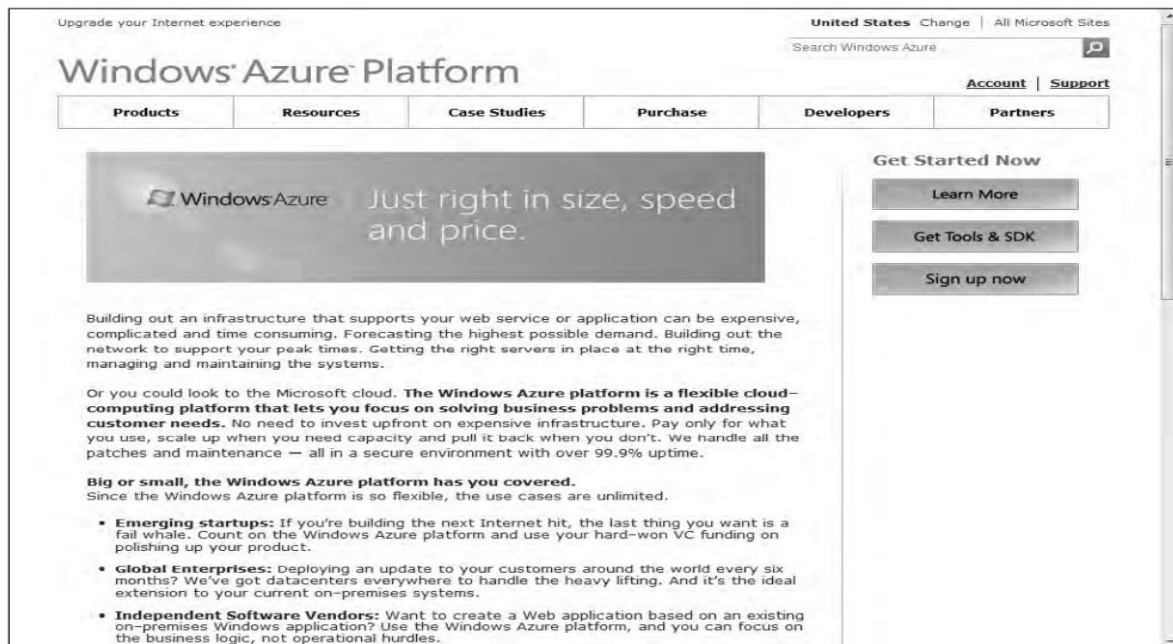 Upgrade your Internet experience
United States Change | All Microsoft Sites
Search Windows Azure
Windows® Azure™ Platform
Account | Support
Products Resources Case Studies Purchase Developers Partners
Windows Azure
Just right in size, speed
and price.
Get Started Now
Learn More
Get Tools & SDK
Sign up now
Building out an infrastructure that supports your web service or application can be expensive,
complicated and time consuming. Forecasting the highest possible demand. Building out the
network to support your peak times. Getting the right servers in place at the right time,
managing and maintaining the systems.
Or you could look to the Microsoft cloud. The Windows Azure platform is a flexible cloud–
computing platform that lets you focus on solving business problems and addressing
customer needs. No need to invest upfront on expensive infrastructure. Pay only for what
you use, scale up when you need capacity and pull it back when you don't. We handle all the
patches and maintenance — all in a secure environment with over 99.9% uptime.
Big or small, the Windows Azure platform has you covered.
Since the Windows Azure platform is so flexible, the use cases are unlimited.
• Emerging startups: If you're building the next Internet hit, the last thing you want is a
fail whale. Count on the Windows Azure platform and use your hard-won VC funding on
polishing up your product.
• Global Enterprises: Deploying an update to your customers around the world every six
months? We've got datacenters everywhere to handle the heavy lifting. And it's the ideal
extension to your current on-premises systems.
• Independent Software Vendors: Want to create a Web application based on an existing
on-premises Windows application? Use the Windows Azure platform, and you can focus on
the business logic, not operational hurdles.